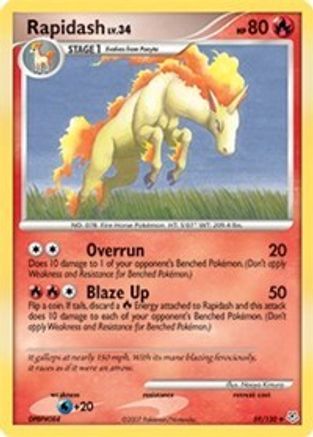 Rapidash LV.34 HP 80
STAGE 1 Evolves from Ponyta
NO. 078 Fire Horse Pokémon HT: 5'07" WT: 209.4 lbs.
Overrun 20
Does 10 damage to 1 of your opponent's Benched Pokémon. (Don't apply
Weakness and Resistance for Benched Pokémon.)
Blaze Up 50
Flip a coin. If tails, discard a Energy attached to Rapidash and this attack
does 10 damage to each of your opponent's Benched Pokémon. (Don't
apply Weakness and Resistance for Benched Pokémon.)
It gallops at nearly 150 mph. With its mane blazing ferociously,
it races as if it were an arrow.
Illus. Naoyo Kimura
weakness resistance retreat cost
+20
©2007 Pokémon/Nintendo